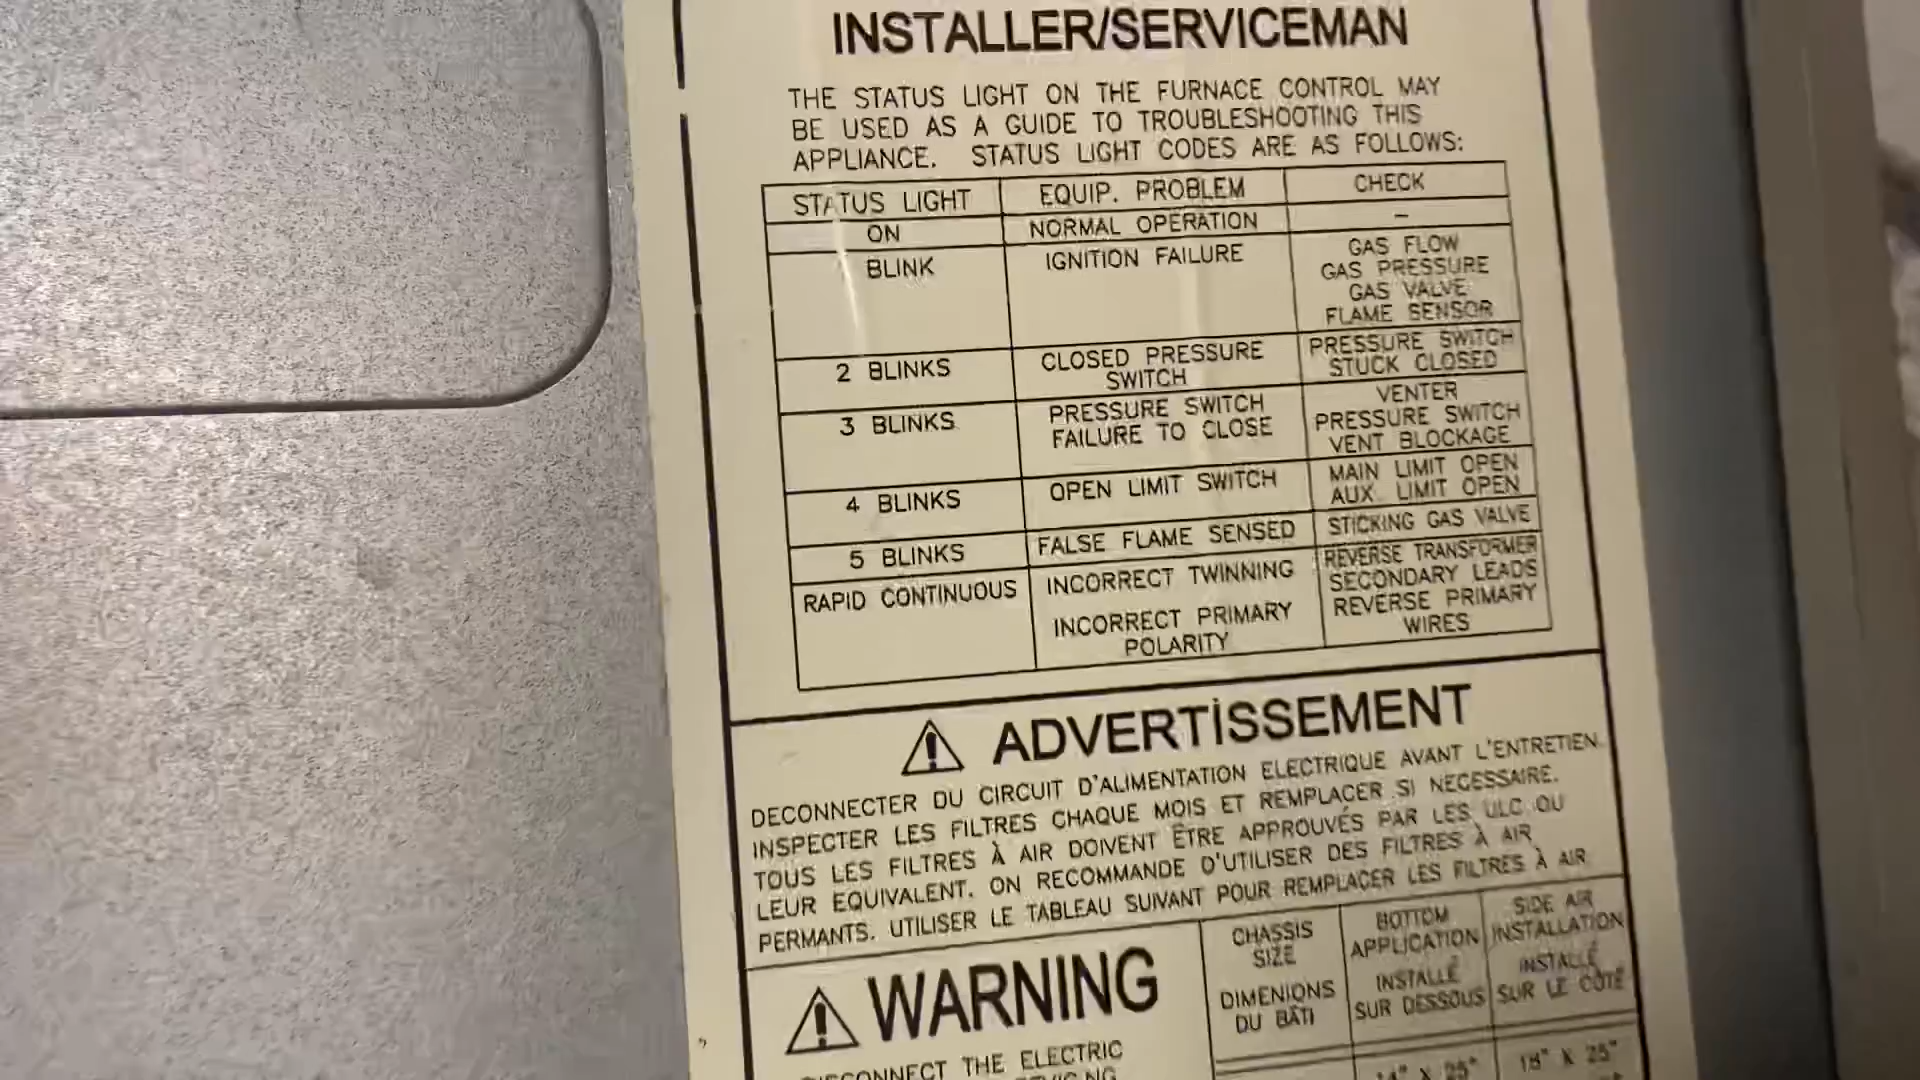 INSTALLER/SERVICEMAN
THE STATUS LIGHT ON THE FURNACE CONTROL MAY
BE USED AS A GUIDE TO TROUBLESHOOTING THIS
APPLIANCE. STATUS LIGHT CODES ARE AS FOLLOWS:
STATUS LIGHT EQUIP. PROBLEM CHECK
ON NORMAL OPERATION –
BLINK IGNITION FAILURE GAS FLOW
GAS PRESSURE
GAS VALVE
FLAME SENSOR
2 BLINKS CLOSED PRESSURE PRESSURE SWITCH
SWITCH STUCK CLOSED
3 BLINKS PRESSURE SWITCH VENTER
FAILURE TO CLOSE PRESSURE SWITCH
VENT BLOCKAGE
4 BLINKS OPEN LIMIT SWITCH MAIN LIMIT OPEN
AUX. LIMIT OPEN
5 BLINKS FALSE FLAME SENSED STICKING GAS VALVE
RAPID CONTINUOUS INCORRECT TWINNING REVERSE TRANSFORMER
SECONDARY LEADS
INCORRECT PRIMARY REVERSE PRIMARY
POLARITY WIRES
⚠ ADVERTISSEMENT
DECONNECTER DU CIRCUIT D'ALIMENTATION ELECTRIQUE AVANT L'ENTRETIEN.
INSPECTER LES FILTRES CHAQUE MOIS ET REMPLACER SI NECESSAIRE.
TOUS LES FILTRES À AIR DOIVENT ÊTRE APPROUVÉS PAR LES ULC OU
LEUR EQUIVALENT. ON RECOMMANDE D'UTILISER DES FILTRES À AIR
PERMANTS. UTILISER LE TABLEAU SUIVANT POUR REMPLACER LES FILTRES À AIR
⚠ WARNING
DISCONNECT THE ELECTRIC
CHASSIS SIZE
DIMENIONS DU BÂTI
BOTTOM APPLICATION
INSTALLÉ SUR DESSOUS
SIDE AIR INSTALLATION
INSTALLÉ SUR LE CÔTÉ
14" X 25" 16" X 25"